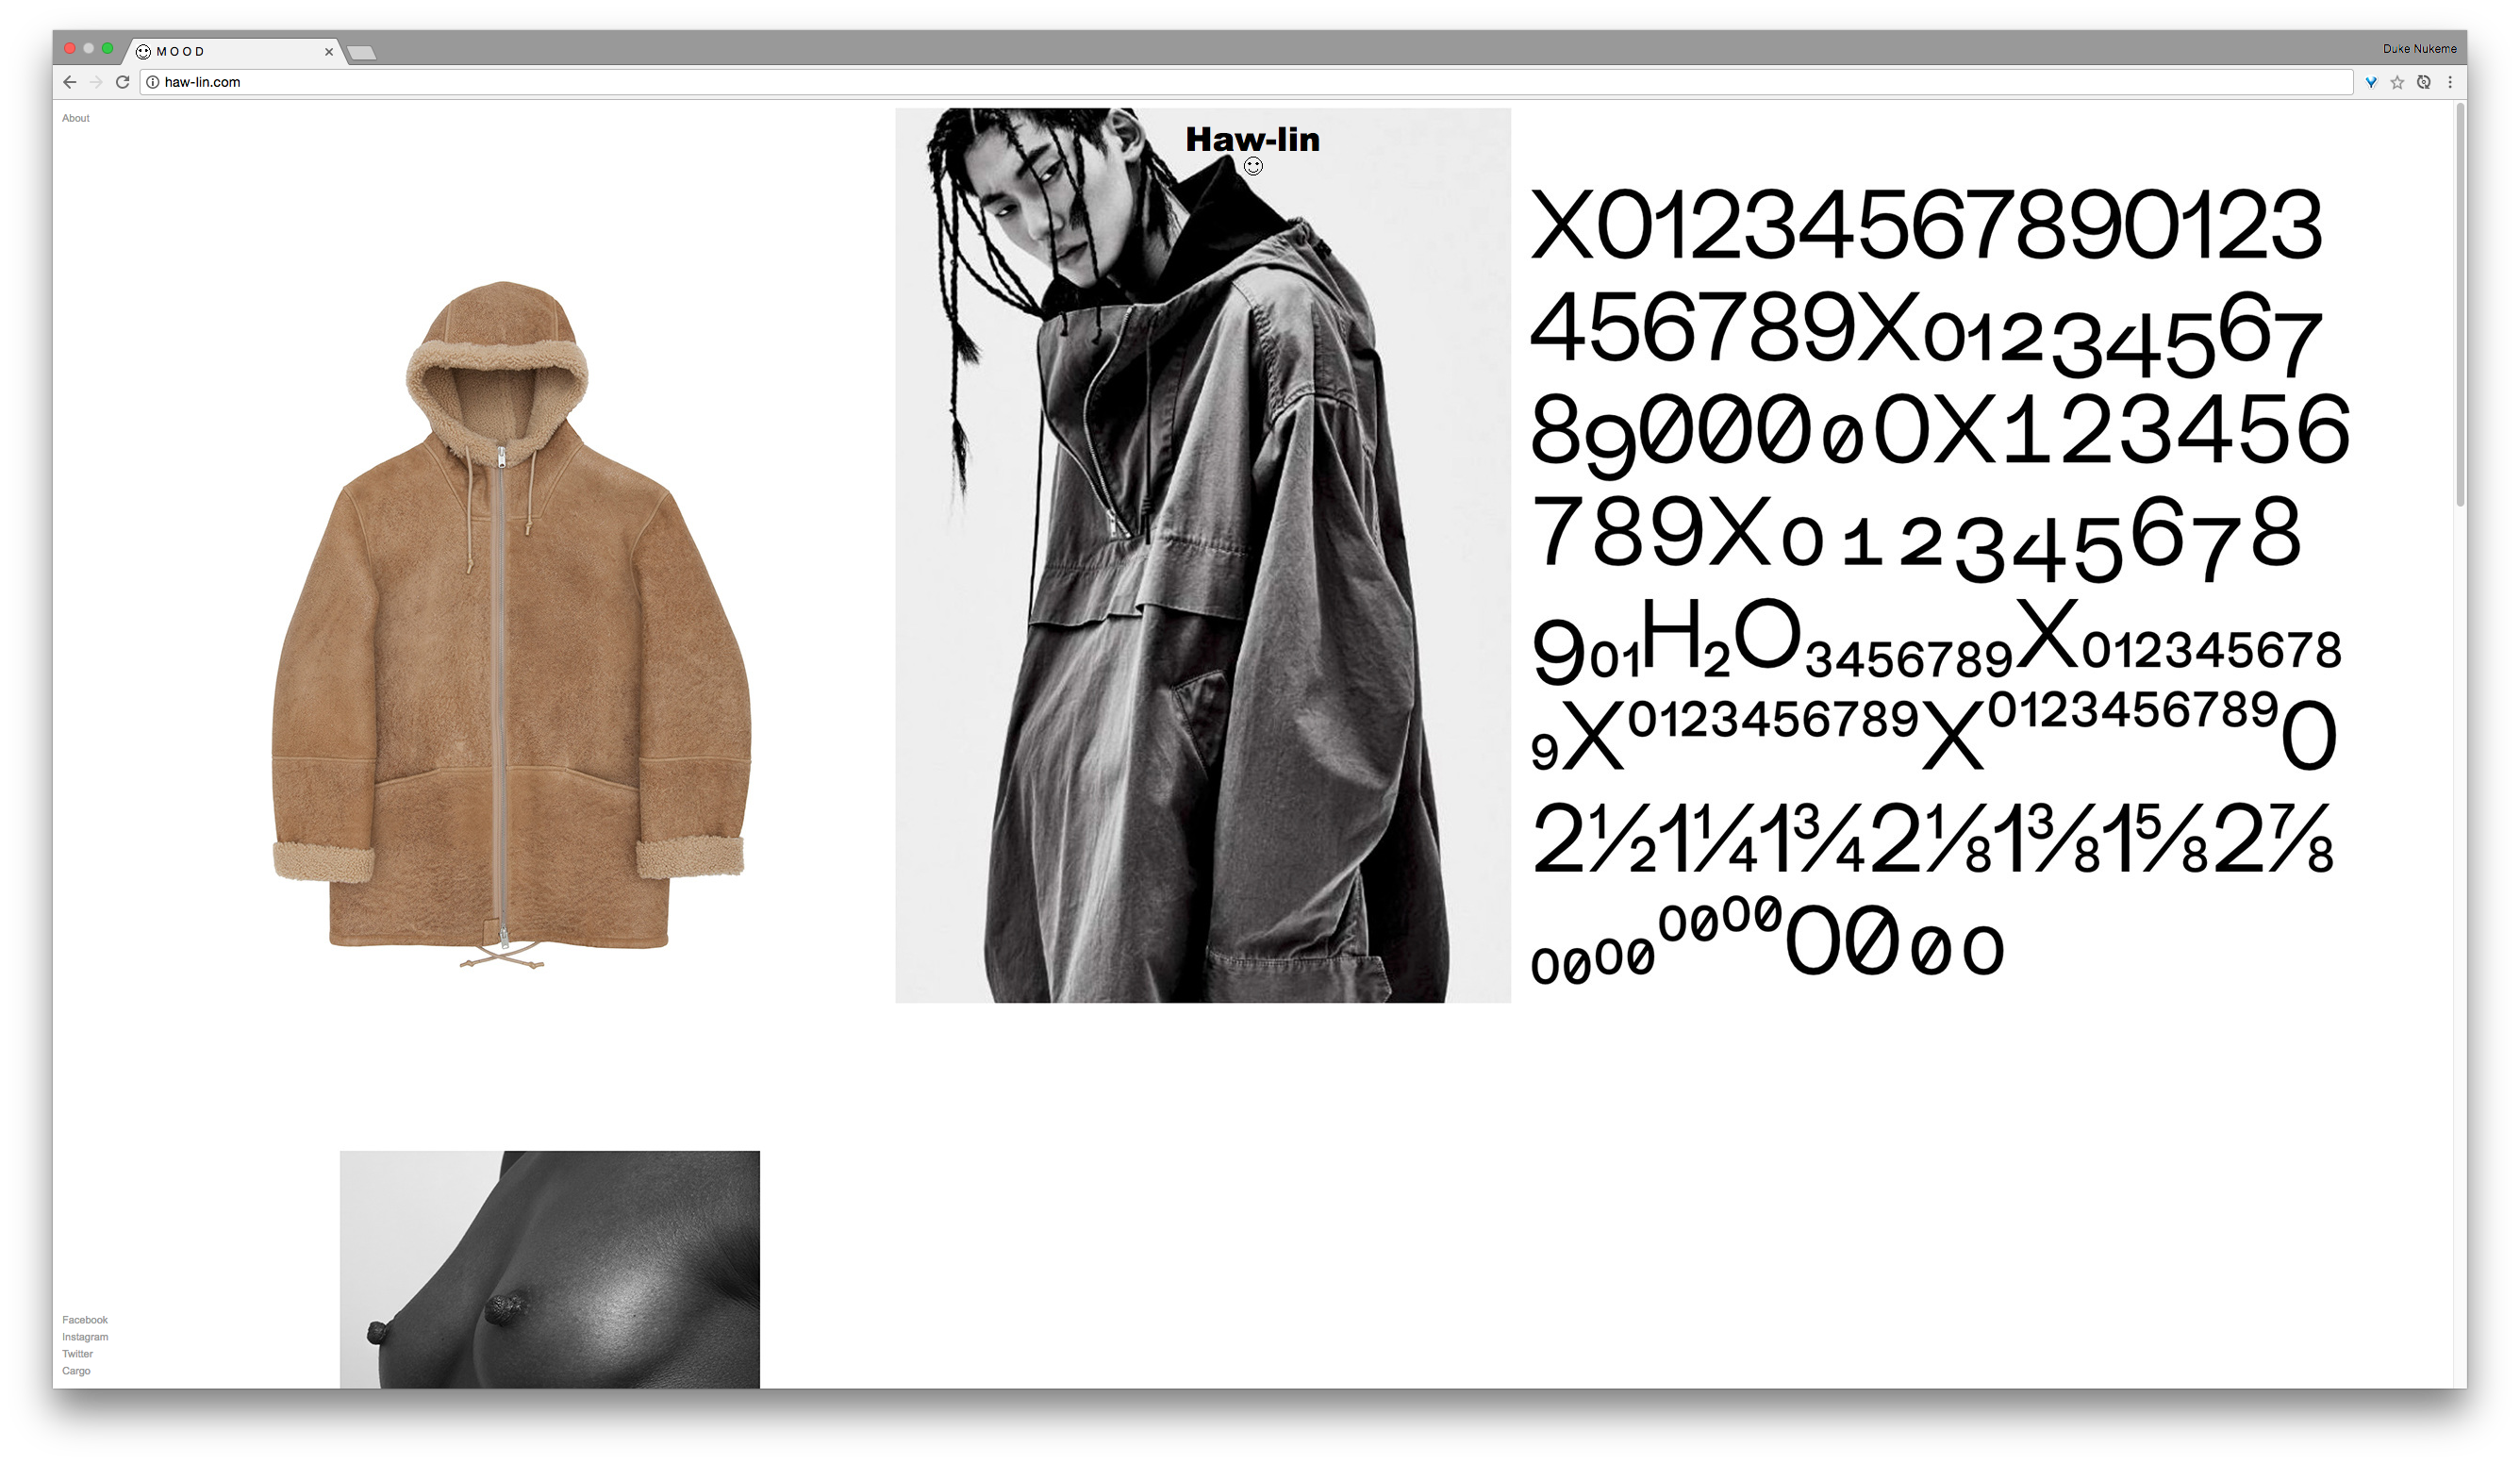 M O O D
Duke Nukeme
haw-lin.com
About
Haw-lin
X01234567890123
456789X01234567
8900000X123456
789X012345678
901H₂O₃₄₅₆₇₈₉X₀₁₂₃₄₅₆₇₈
₉X⁰¹²³⁴⁵⁶⁷⁸⁹X⁰¹²³⁴⁵⁶⁷⁸⁹0
2½1¼1¾2⅛1⅜1⅝2⅞
₀₀₀₀⁰⁰⁰⁰0000
Facebook
Instagram
Twitter
Cargo